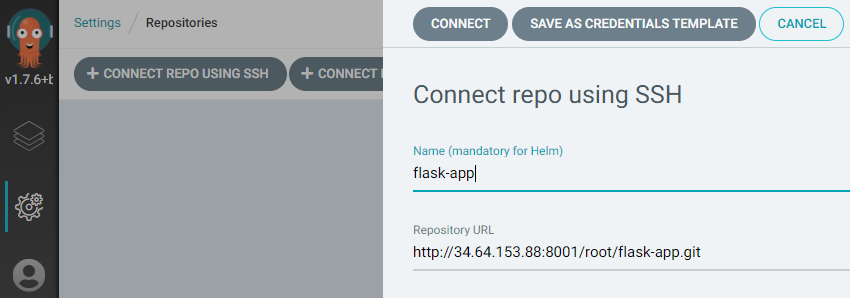 CONNECT SAVE AS CREDENTIALS TEMPLATE CANCEL
Settings / Repositories
v1.7.6+b
+ CONNECT REPO USING SSH + CONNECT
Connect repo using SSH
Name (mandatory for Helm)
flask-app
Repository URL
http://34.64.153.88:8001/root/flask-app.git